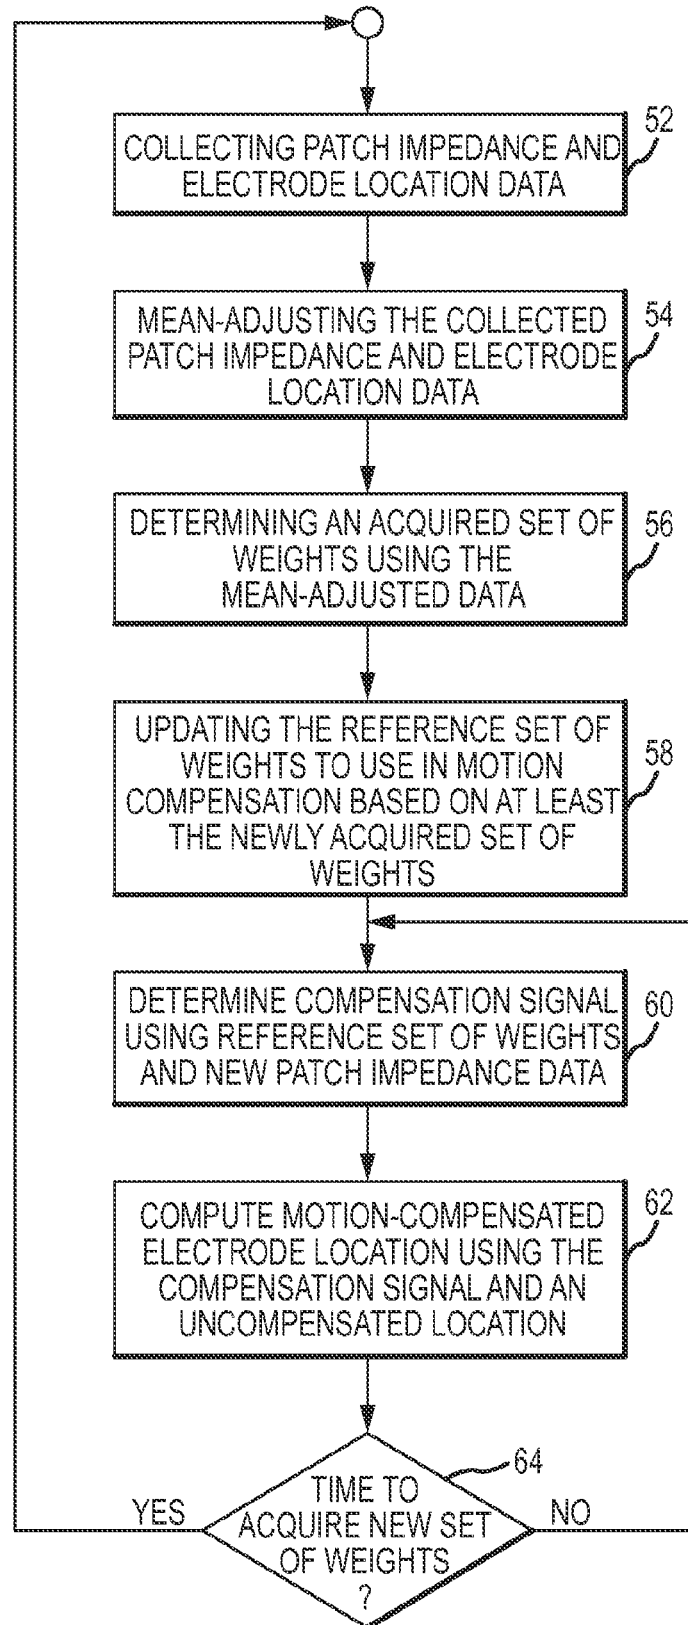 COLLECTING PATCH IMPEDANCE AND
ELECTRODE LOCATION DATA
52
MEAN-ADJUSTING THE COLLECTED
PATCH IMPEDANCE AND ELECTRODE
LOCATION DATA
54
DETERMINING AN ACQUIRED SET OF
WEIGHTS USING THE
MEAN-ADJUSTED DATA
56
UPDATING THE REFERENCE SET OF
WEIGHTS TO USE IN MOTION
COMPENSATION BASED ON AT LEAST
THE NEWLY ACQUIRED SET OF
WEIGHTS
58
DETERMINE COMPENSATION SIGNAL
USING REFERENCE SET OF WEIGHTS
AND NEW PATCH IMPEDANCE DATA
60
COMPUTE MOTION-COMPENSATED
ELECTRODE LOCATION USING THE
COMPENSATION SIGNAL AND AN
UNCOMPENSATED LOCATION
62
64
YES
TIME TO
ACQUIRE NEW SET
OF WEIGHTS
?
NO